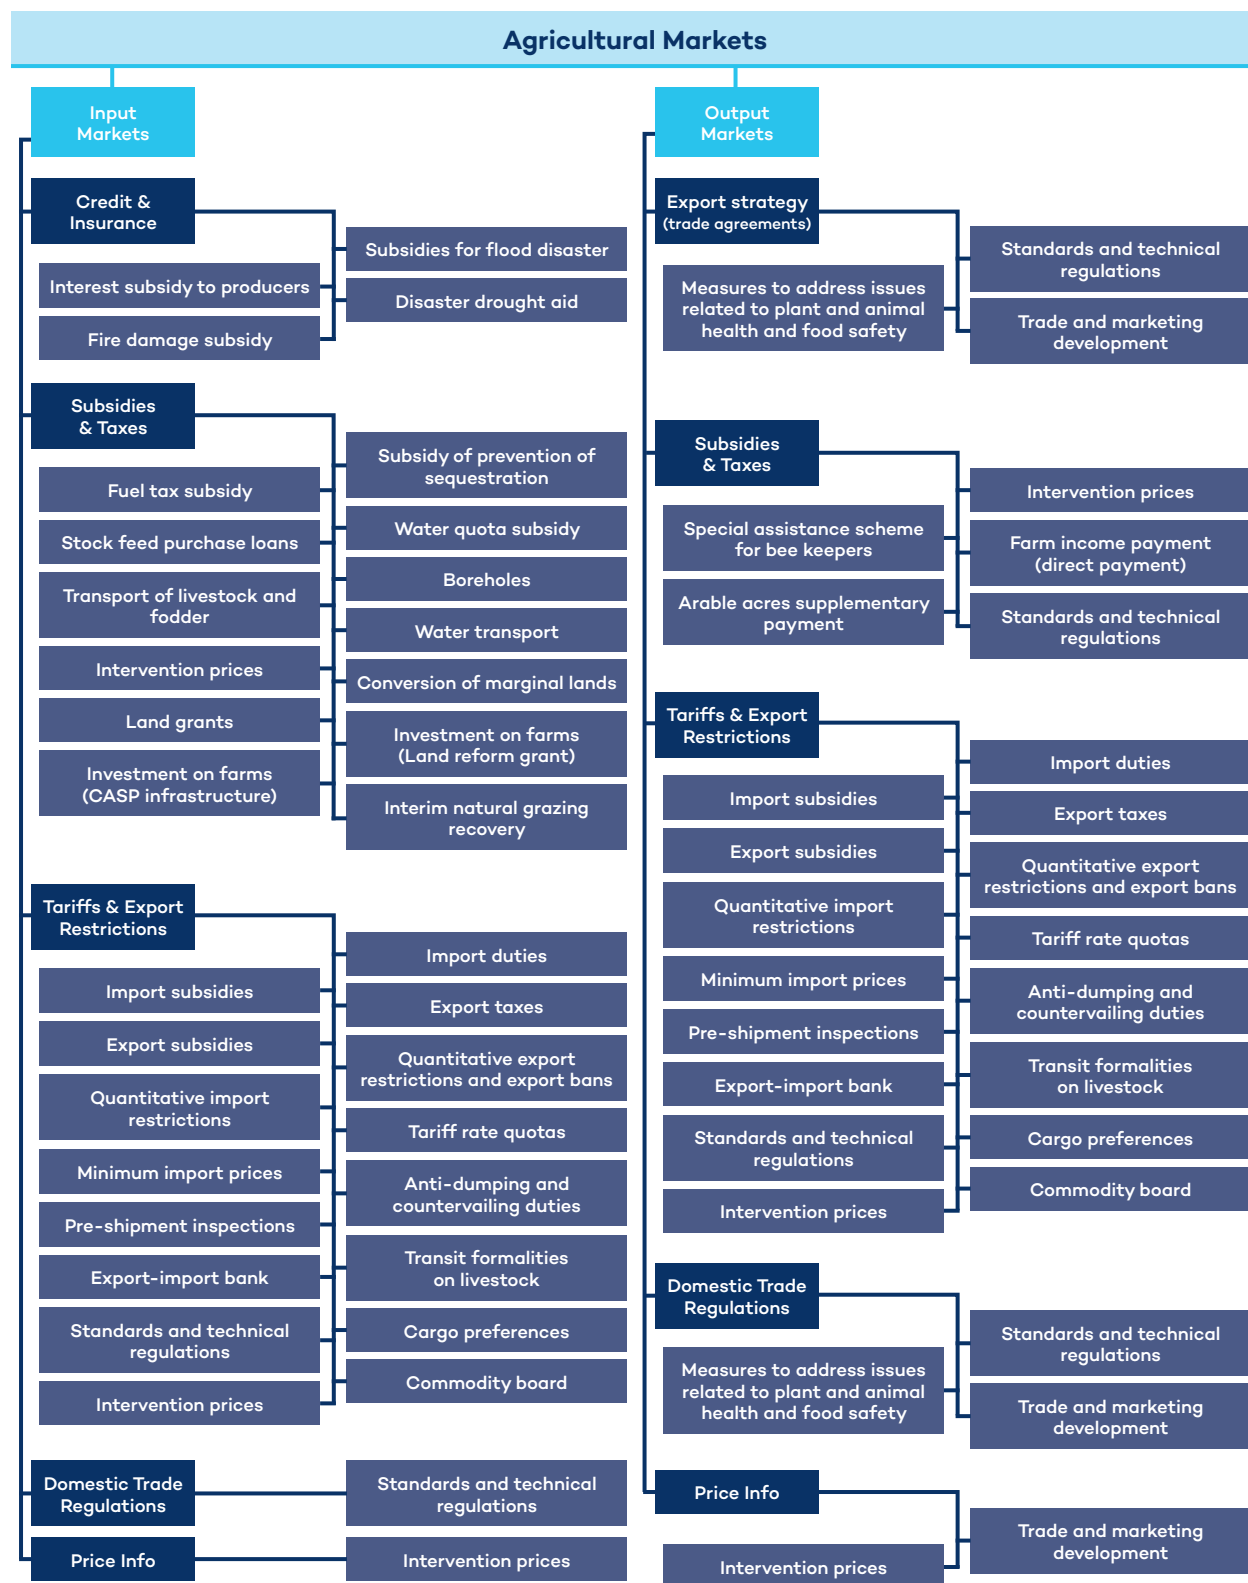 Agricultural Markets
Input
Markets
Credit &
Insurance
Subsidies for flood disaster
Interest subsidy to producers
Disaster drought aid
Fire damage subsidy
Subsidies
& Taxes
Subsidy of prevention of
sequestration
Fuel tax subsidy
Water quota subsidy
Stock feed purchase loans
Boreholes
Transport of livestock and
fodder
Water transport
Intervention prices
Conversion of marginal lands
Land grants
Investment on farms
(Land reform grant)
Investment on farms
(CASP infrastructure)
Interim natural grazing
recovery
Tariffs & Export
Restrictions
Import duties
Import subsidies
Export taxes
Export subsidies
Quantitative export
restrictions and export bans
Quantitative import
restrictions
Tariff rate quotas
Minimum import prices
Anti-dumping and
countervailing duties
Pre-shipment inspections
Transit formalities
on livestock
Export-import bank
Cargo preferences
Standards and technical
regulations
Commodity board
Intervention prices
Domestic Trade
Regulations
Standards and technical
regulations
Price Info
Intervention prices
Output
Markets
Export strategy
(trade agreements)
Standards and technical
regulations
Measures to address issues
related to plant and animal
health and food safety
Trade and marketing
development
Subsidies
& Taxes
Intervention prices
Special assistance scheme
for bee keepers
Farm income payment
(direct payment)
Arable acres supplementary
payment
Standards and technical
regulations
Tariffs & Export
Restrictions
Import duties
Import subsidies
Export taxes
Export subsidies
Quantitative export
restrictions and export bans
Quantitative import
restrictions
Tariff rate quotas
Minimum import prices
Anti-dumping and
countervailing duties
Pre-shipment inspections
Transit formalities
on livestock
Export-import bank
Cargo preferences
Standards and technical
regulations
Commodity board
Intervention prices
Domestic Trade
Regulations
Standards and technical
regulations
Measures to address issues
related to plant and animal
health and food safety
Trade and marketing
development
Price Info
Trade and marketing
development
Intervention prices